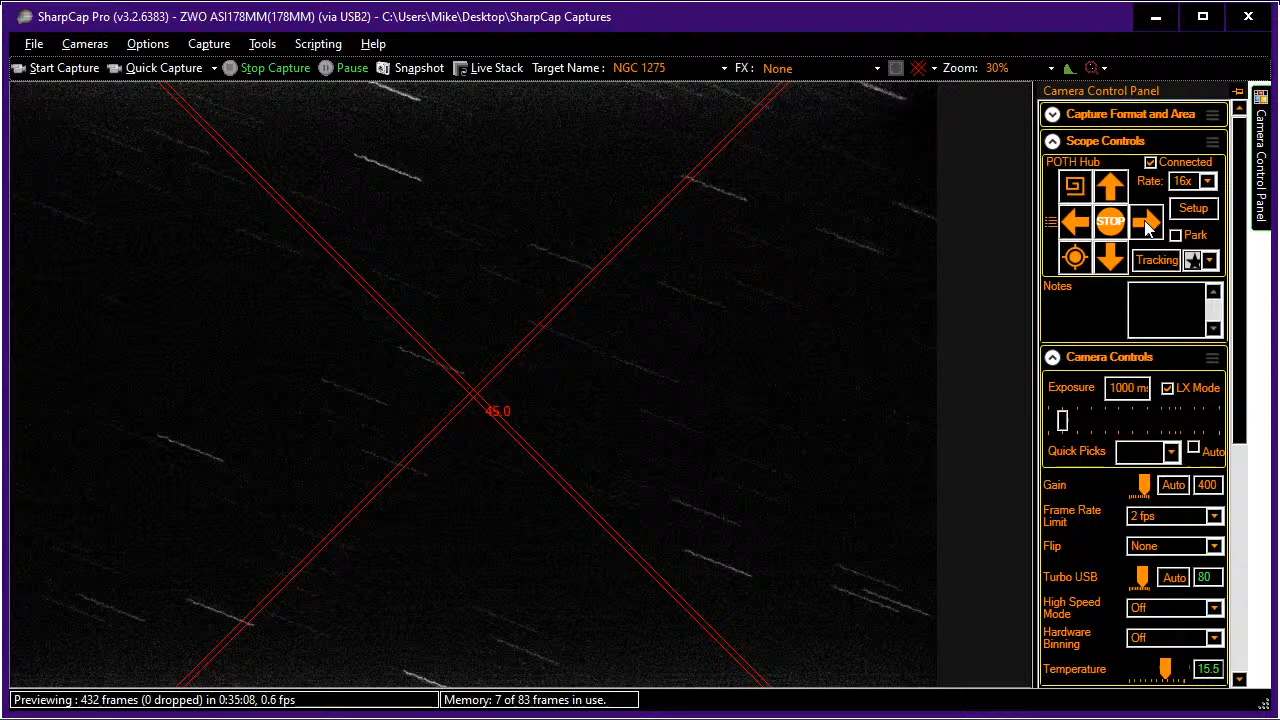 SharpCap Pro (v3.2.6383) - ZWO ASI178MM(178MM) (via USB2) - C:\Users\Mike\Desktop\SharpCap Captures
File Cameras Options Capture Tools Scripting Help
Start Capture Quick Capture Stop Capture Pause Snapshot Live Stack Target Name: NGC 1275 FX: None Zoom: 30%
Camera Control Panel
Camera Control Panel
Capture Format and Area
Scope Controls
POTH Hub Connected
Rate: 16x
STOP Setup
Park
Tracking
Notes
Camera Controls
Exposure 1000 ms LX Mode
45.0
Quick Picks Auto
Gain Auto 400
Frame Rate Limit 2 fps
Flip None
Turbo USB Auto 80
High Speed Mode Off
Hardware Binning Off
Temperature 15.5
Previewing : 432 frames (0 dropped) in 0:35:08, 0.6 fps Memory: 7 of 83 frames in use.